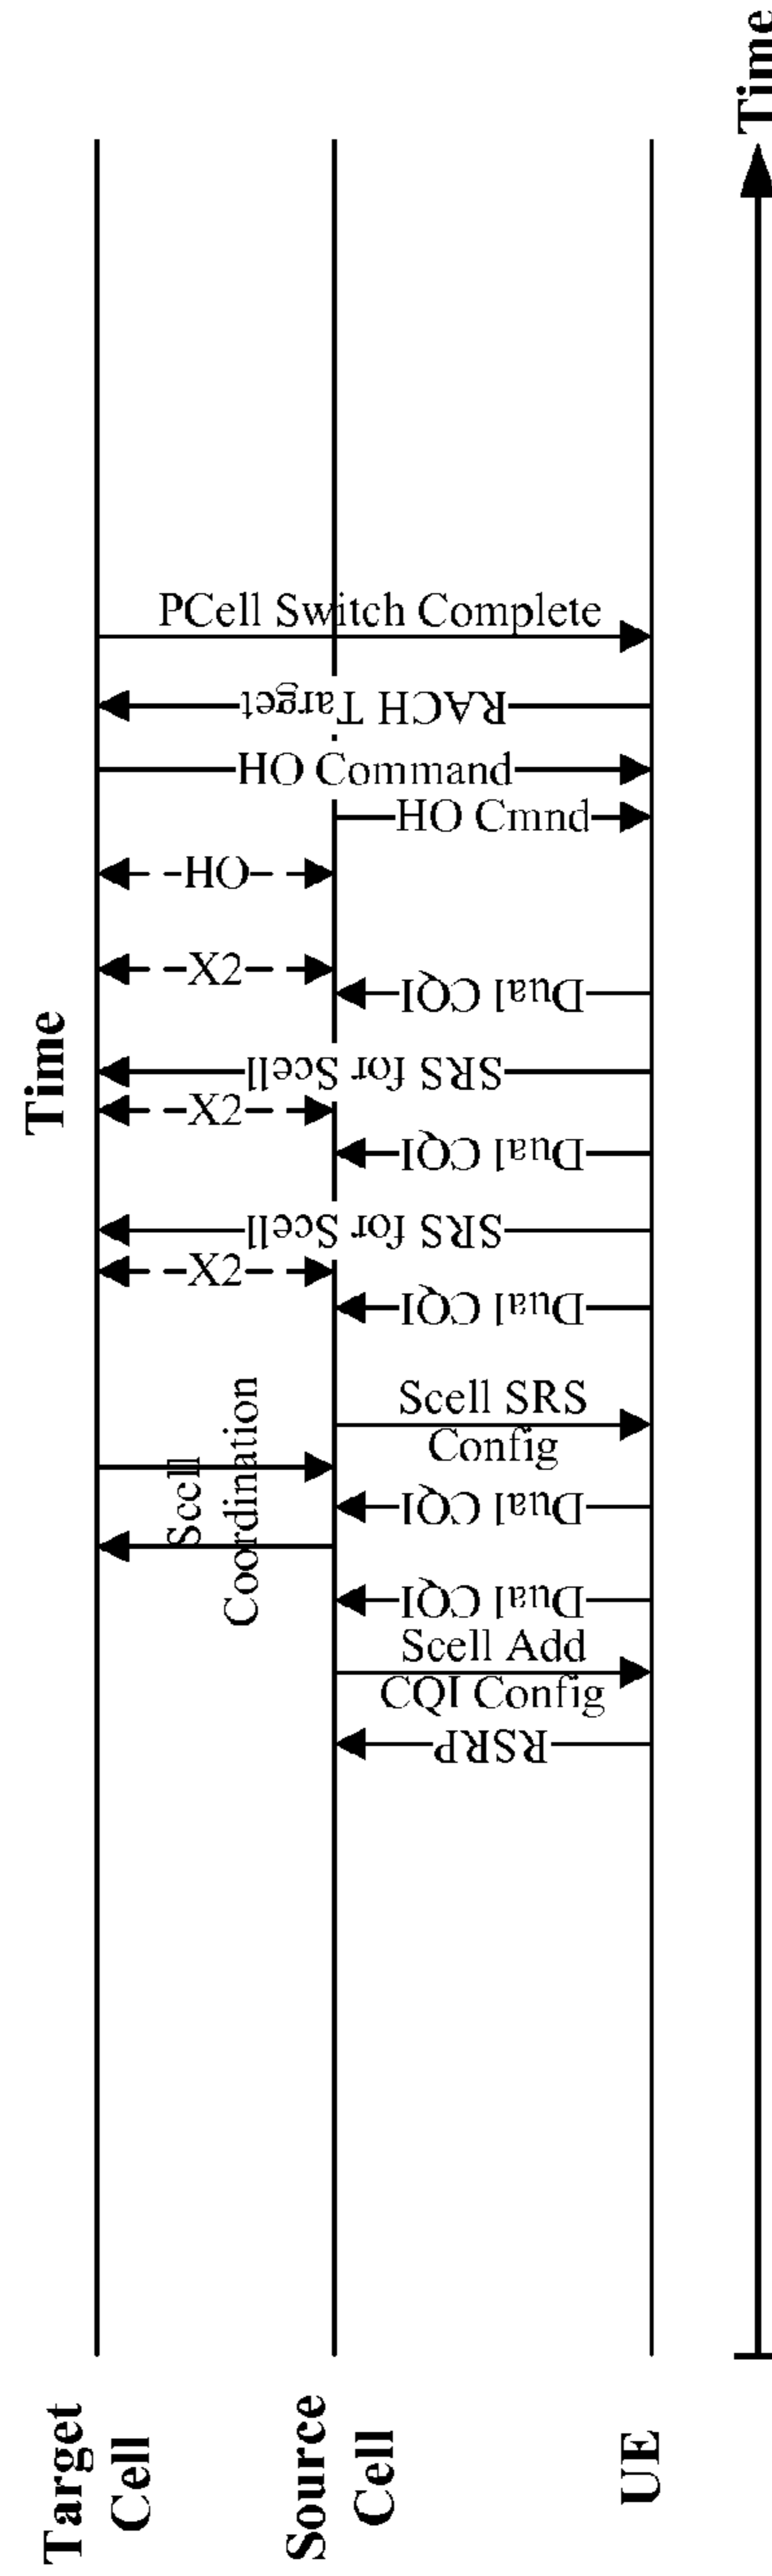 Time
PCell Switch Complete
RACH Target
HO Command
HO Cmnd
HO
X2
Dual CQI
Time
SRS for Scell
X2
Dual CQI
SRS for Scell
X2
Dual CQI
Scell SRS
Config
Scell
Coordination
Dual CQI
Dual CQI
Scell Add
CQI Config
RSRP
Target
Cell
Source
Cell
UE